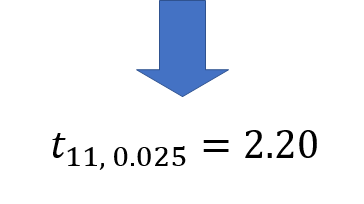 t₁₁, ₀.₀₂₅ = 2.20